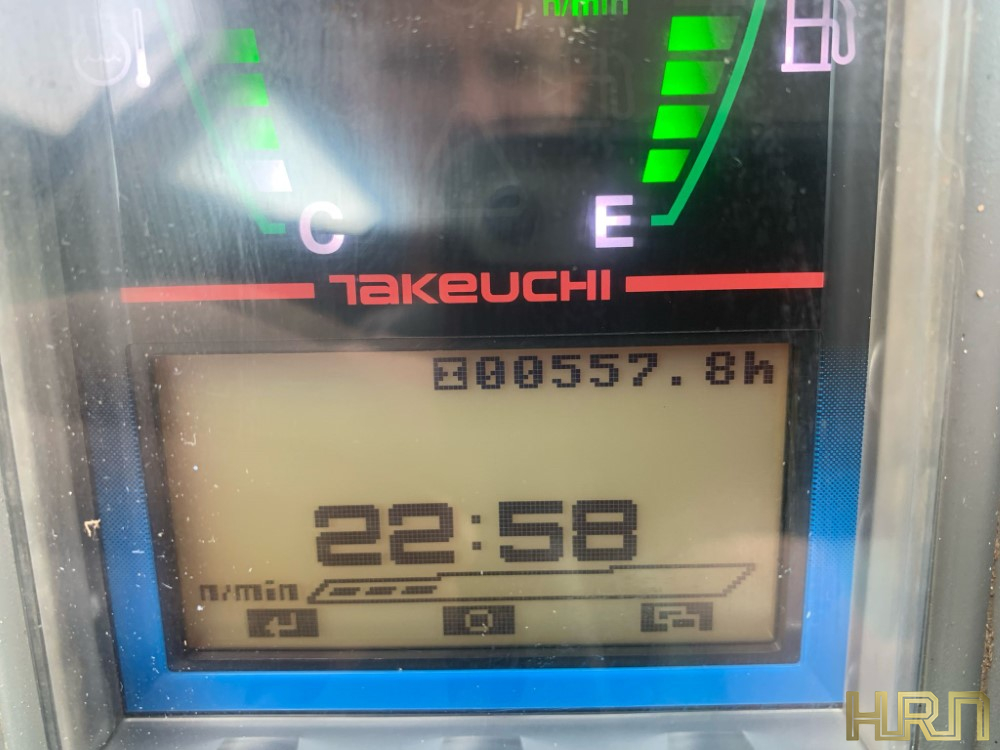 n/min
C E
TAKEUCHI
00557.8h
22:58
n/min
HRN